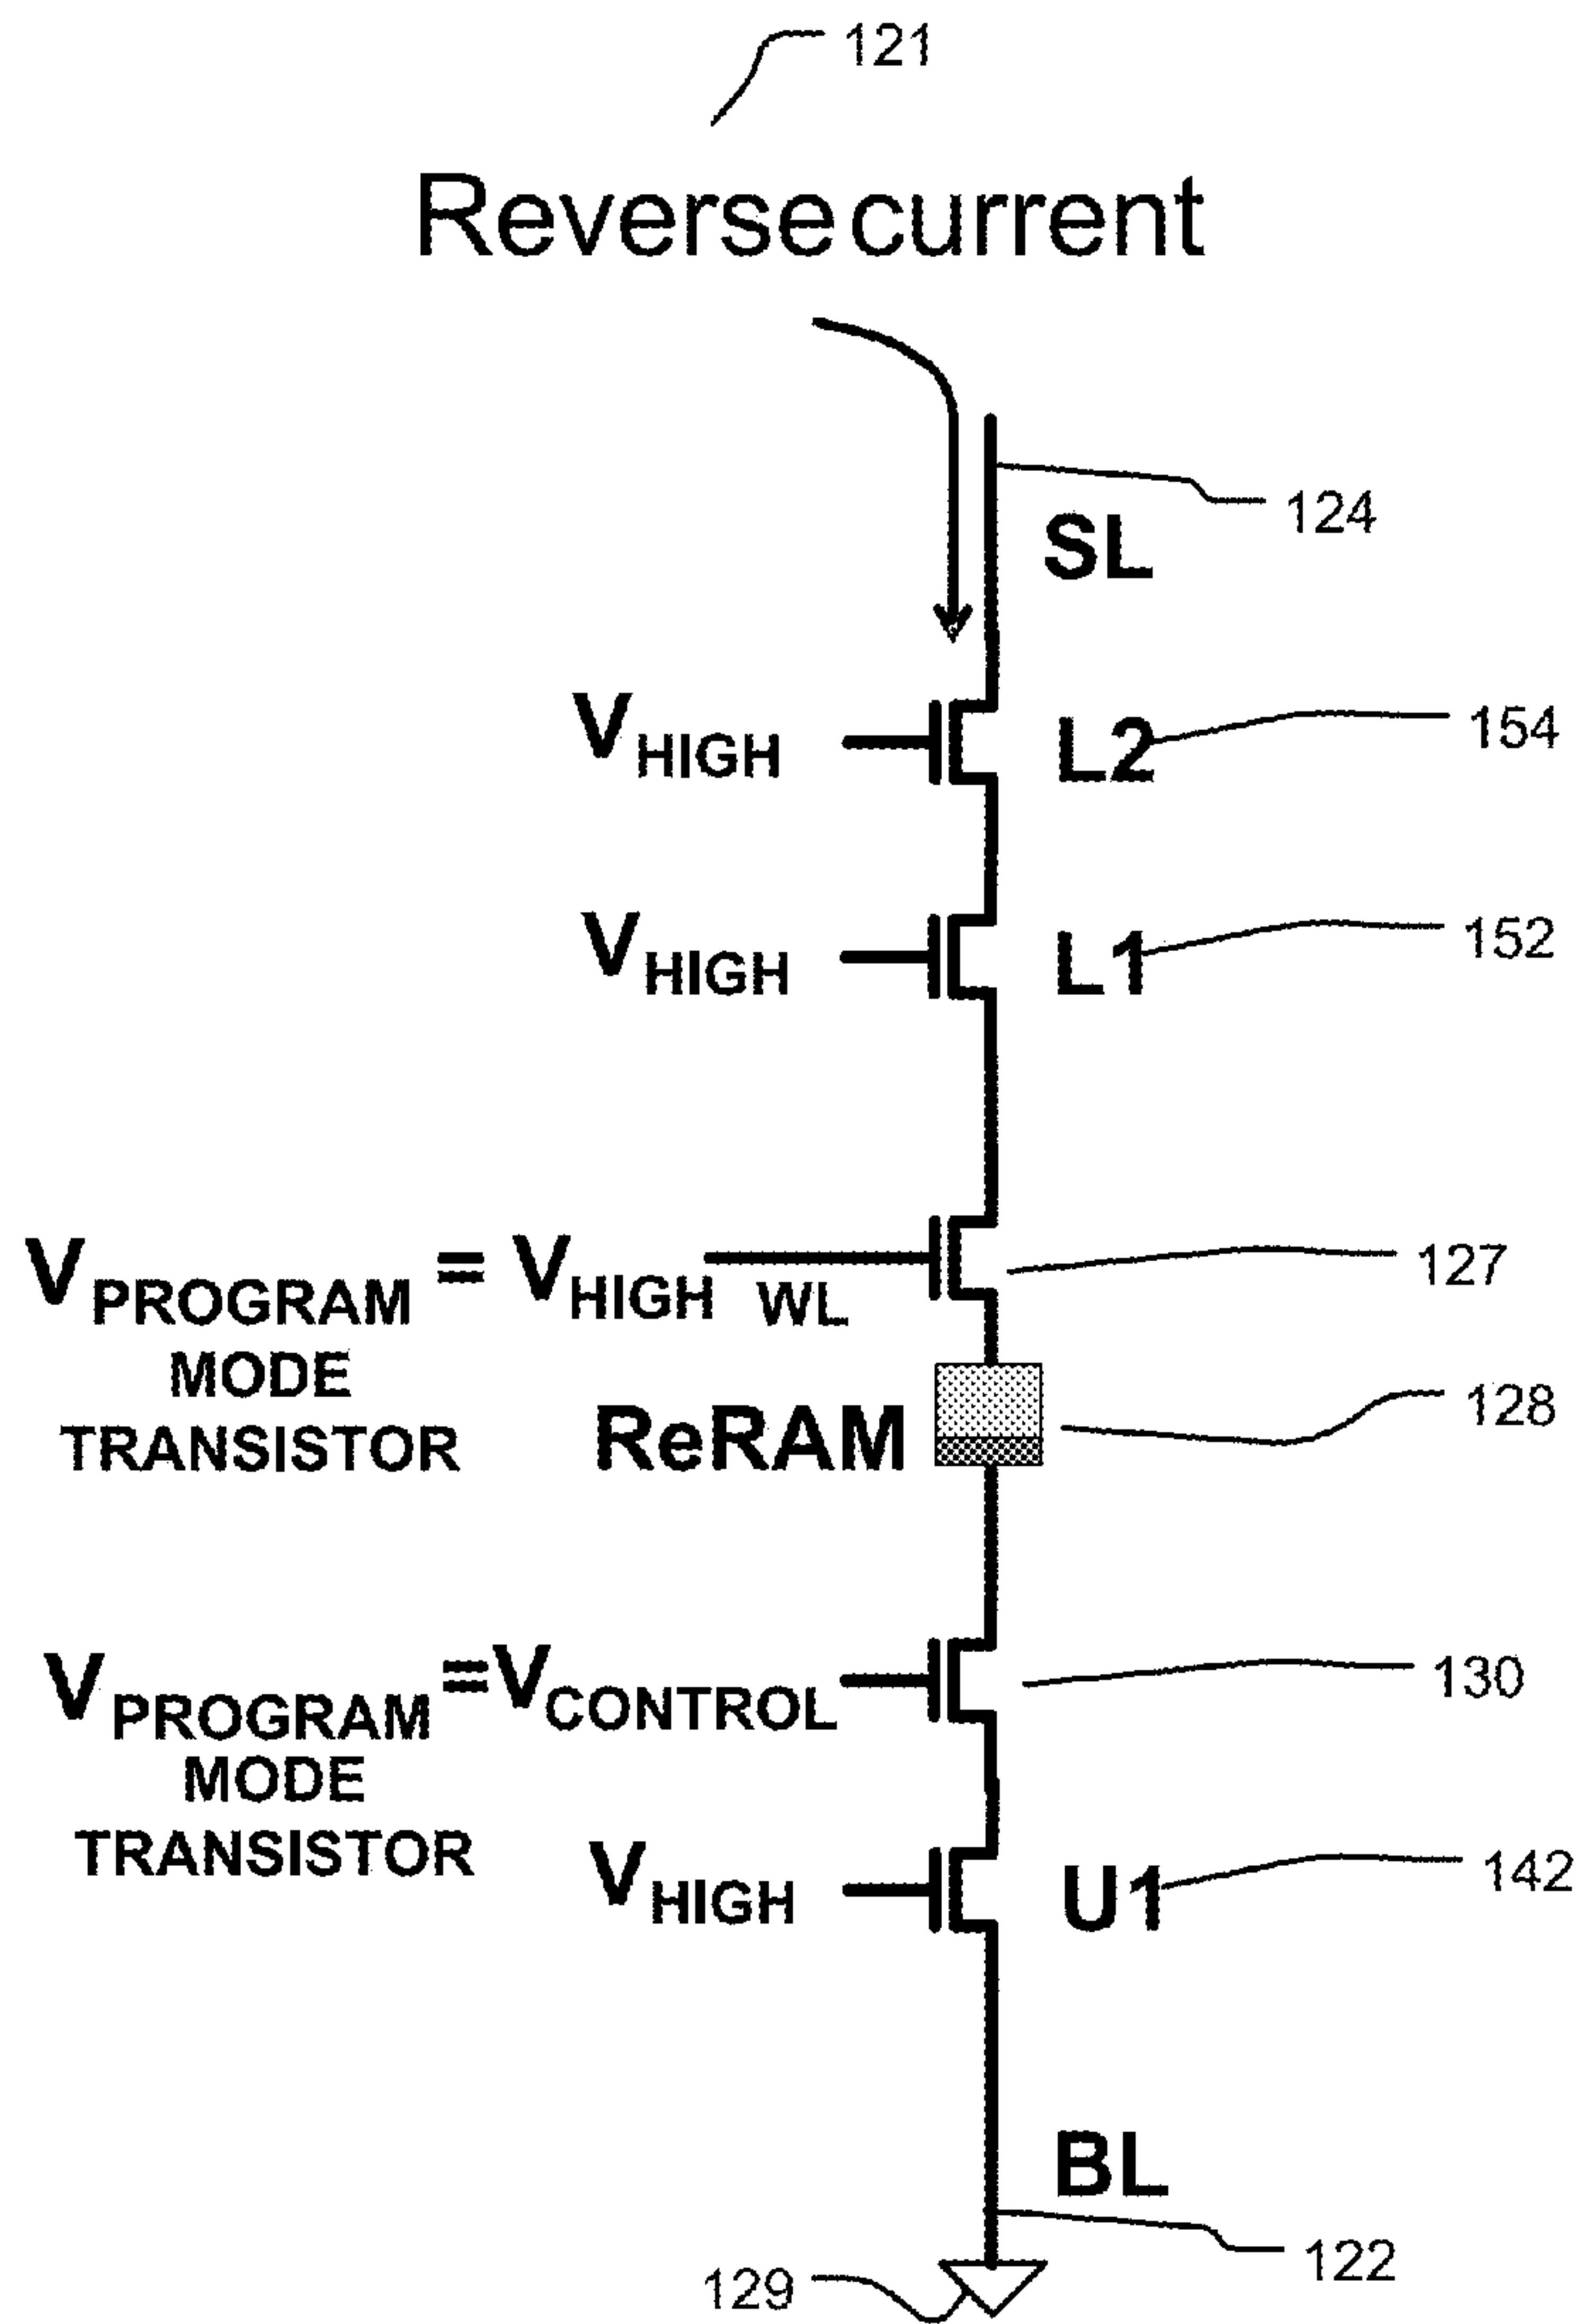 121
Reverse current
124
SL
VHIGH
L2
154
VHIGH
L1
152
VPROGRAM = VHIGH WL
127
MODE
TRANSISTOR
ReRAM
128
VPROGRAM =VCONTROL
130
MODE
TRANSISTOR
VHIGH
U1
142
BL
122
129